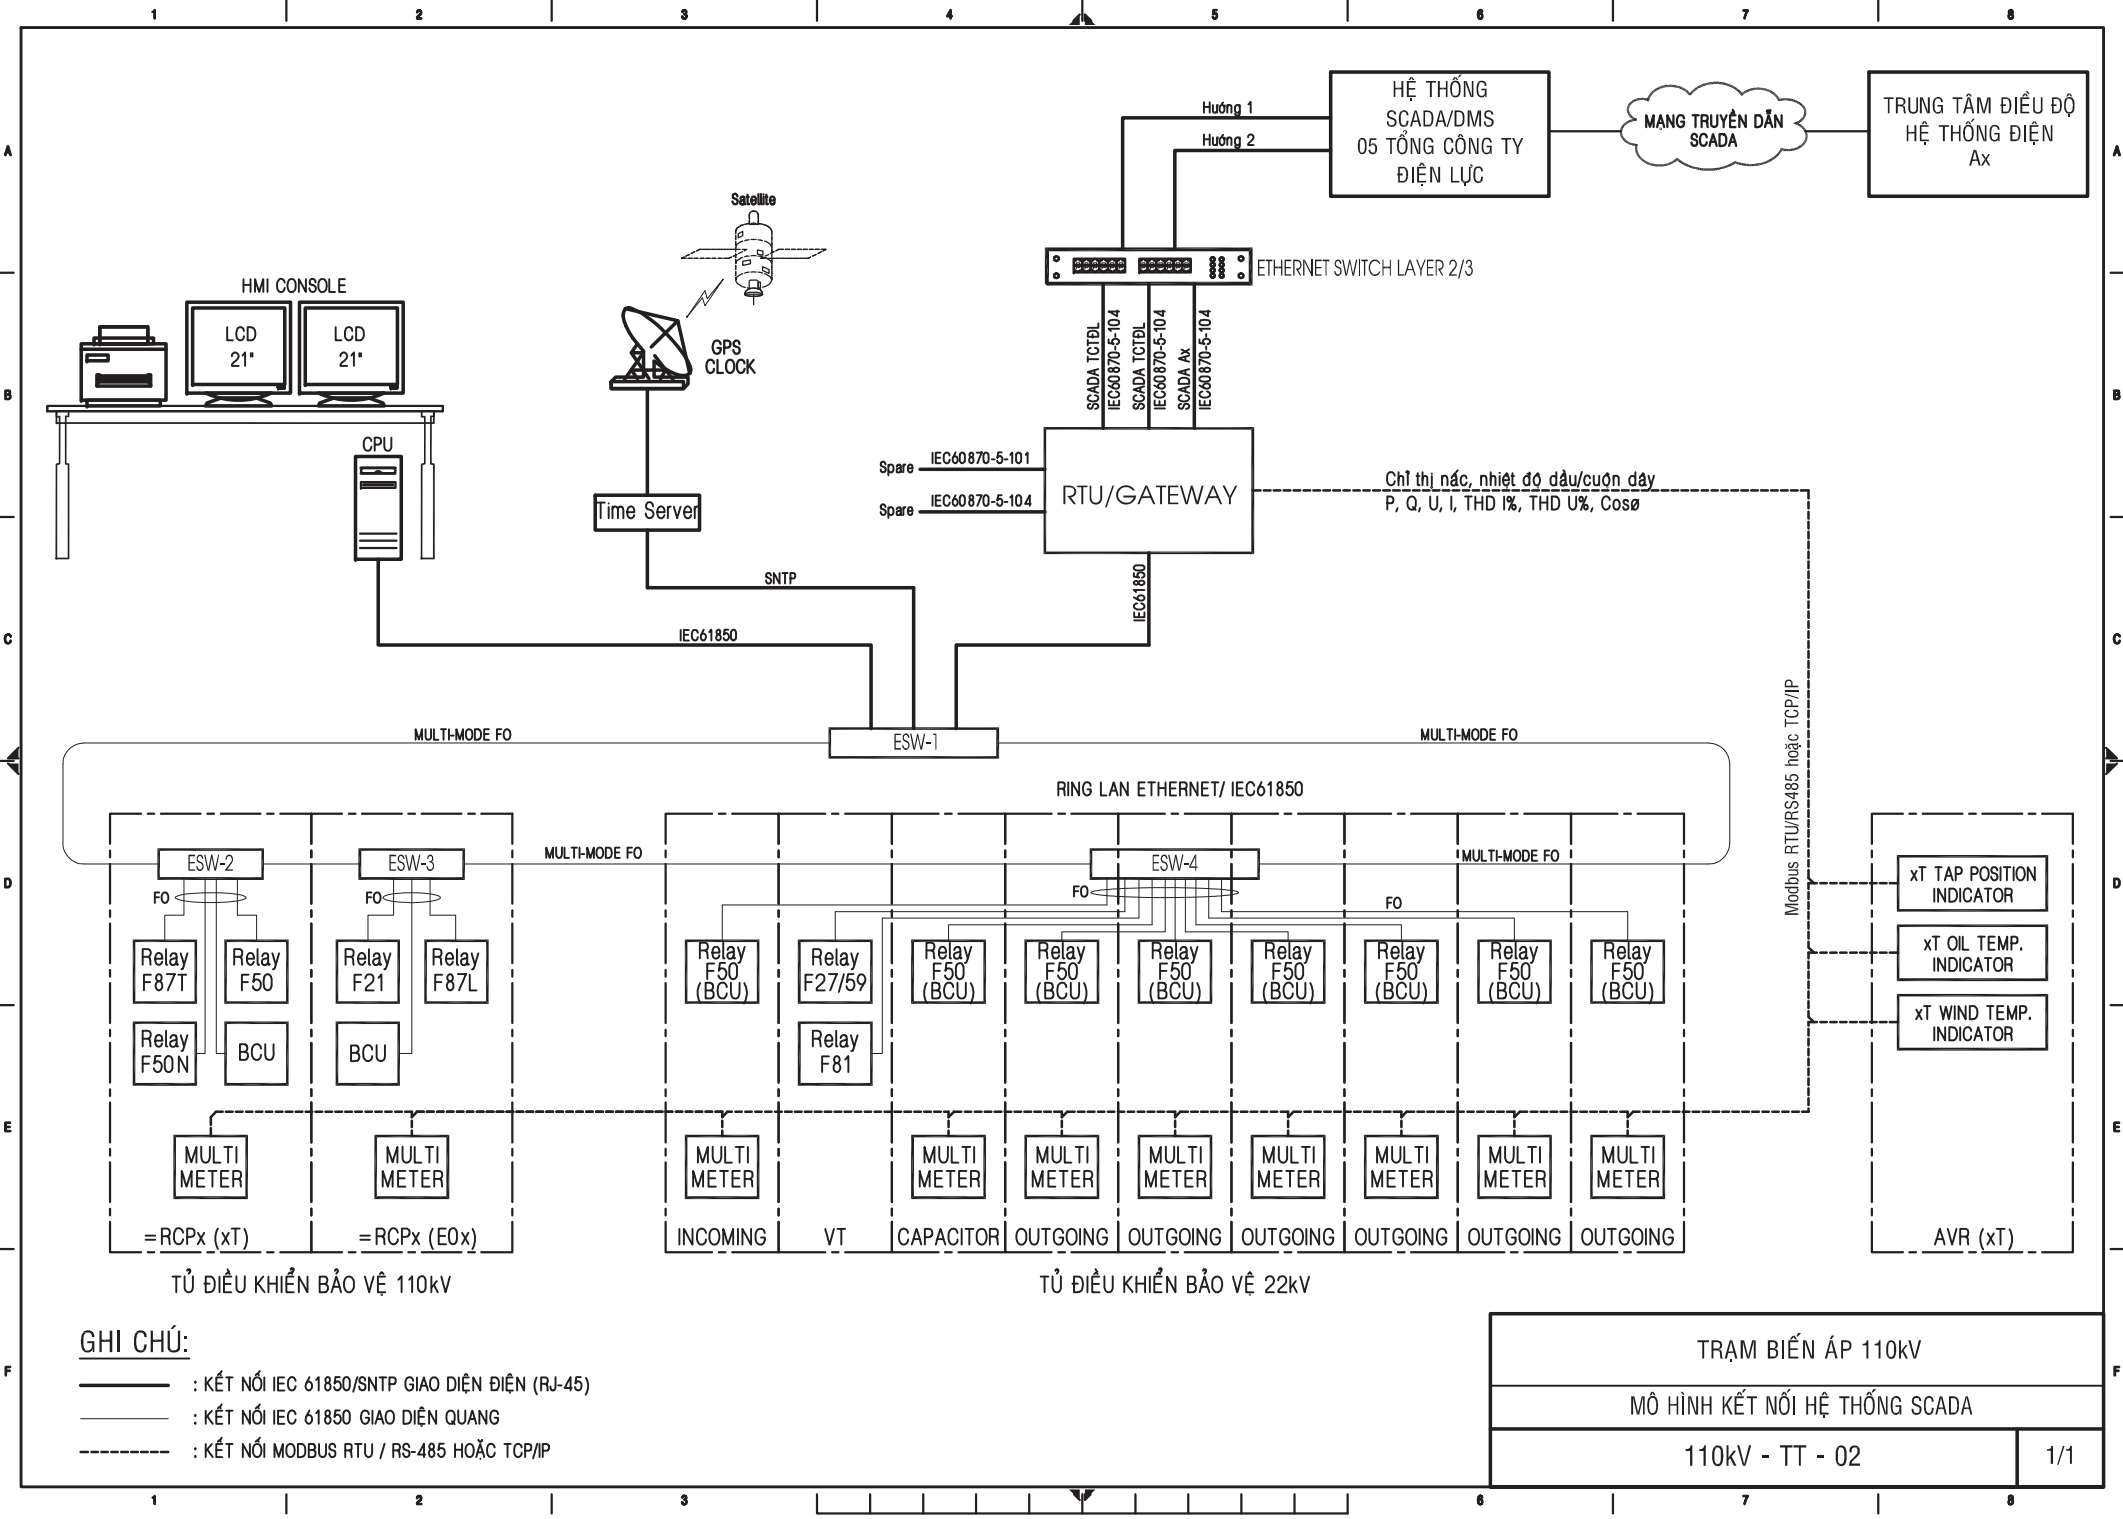 1 2 3 4 5 6 7 8
A
B
C
D
E
F
A
B
C
D
E
F
HỆ THỐNG
SCADA/DMS
05 TỔNG CÔNG TY
ĐIỆN LỰC
MẠNG TRUYỀN DẪN
SCADA
TRUNG TÂM ĐIỀU ĐỘ
HỆ THỐNG ĐIỆN
Ax
Hướng 1
Hướng 2
Satellite
ETHERNET SWITCH LAYER 2/3
HMI CONSOLE
LCD
21"
LCD
21"
GPS
CLOCK
SCADA TCTĐL
IEC60870-5-104
SCADA TCTĐL
IEC60870-5-104
SCADA Ax
IEC60870-5-104
CPU
Spare
IEC60870-5-101
Spare
IEC60870-5-104
RTU/GATEWAY
Chỉ thị nấc, nhiệt độ dầu/cuộn dây
P, Q, U, I, THD I%, THD U%, Cosø
Time Server
SNTP
IEC61850
IEC61850
Modbus RTU/RS485 hoặc TCP/IP
MULTI-MODE FO
ESW-1
MULTI-MODE FO
RING LAN ETHERNET/ IEC61850
ESW-2
ESW-3
MULTI-MODE FO
ESW-4
MULTI-MODE FO
FO
FO
FO
FO
Relay
F87T
Relay
F50
Relay
F21
Relay
F87L
Relay
F50
(BCU)
Relay
F27/59
Relay
F50
(BCU)
Relay
F50
(BCU)
Relay
F50
(BCU)
Relay
F50
(BCU)
Relay
F50
(BCU)
Relay
F50
(BCU)
Relay
F50
(BCU)
Relay
F50N
BCU
BCU
Relay
F81
xT TAP POSITION
INDICATOR
xT OIL TEMP.
INDICATOR
xT WIND TEMP.
INDICATOR
MULTI
METER
MULTI
METER
MULTI
METER
MULTI
METER
MULTI
METER
MULTI
METER
MULTI
METER
MULTI
METER
MULTI
METER
MULTI
METER
=RCPx (xT)
=RCPx (E0x)
INCOMING
VT
CAPACITOR
OUTGOING
OUTGOING
OUTGOING
OUTGOING
OUTGOING
OUTGOING
AVR (xT)
TỦ ĐIỀU KHIỂN BẢO VỆ 110kV
TỦ ĐIỀU KHIỂN BẢO VỆ 22kV
GHI CHÚ:
: KẾT NỐI IEC 61850/SNTP GIAO DIỆN ĐIỆN (RJ-45)
: KẾT NỐI IEC 61850 GIAO DIỆN QUANG
: KẾT NỐI MODBUS RTU / RS-485 HOẶC TCP/IP
TRẠM BIẾN ÁP 110kV
MÔ HÌNH KẾT NỐI HỆ THỐNG SCADA
110kV - TT - 02
1/1
1 2 3 6 7 8